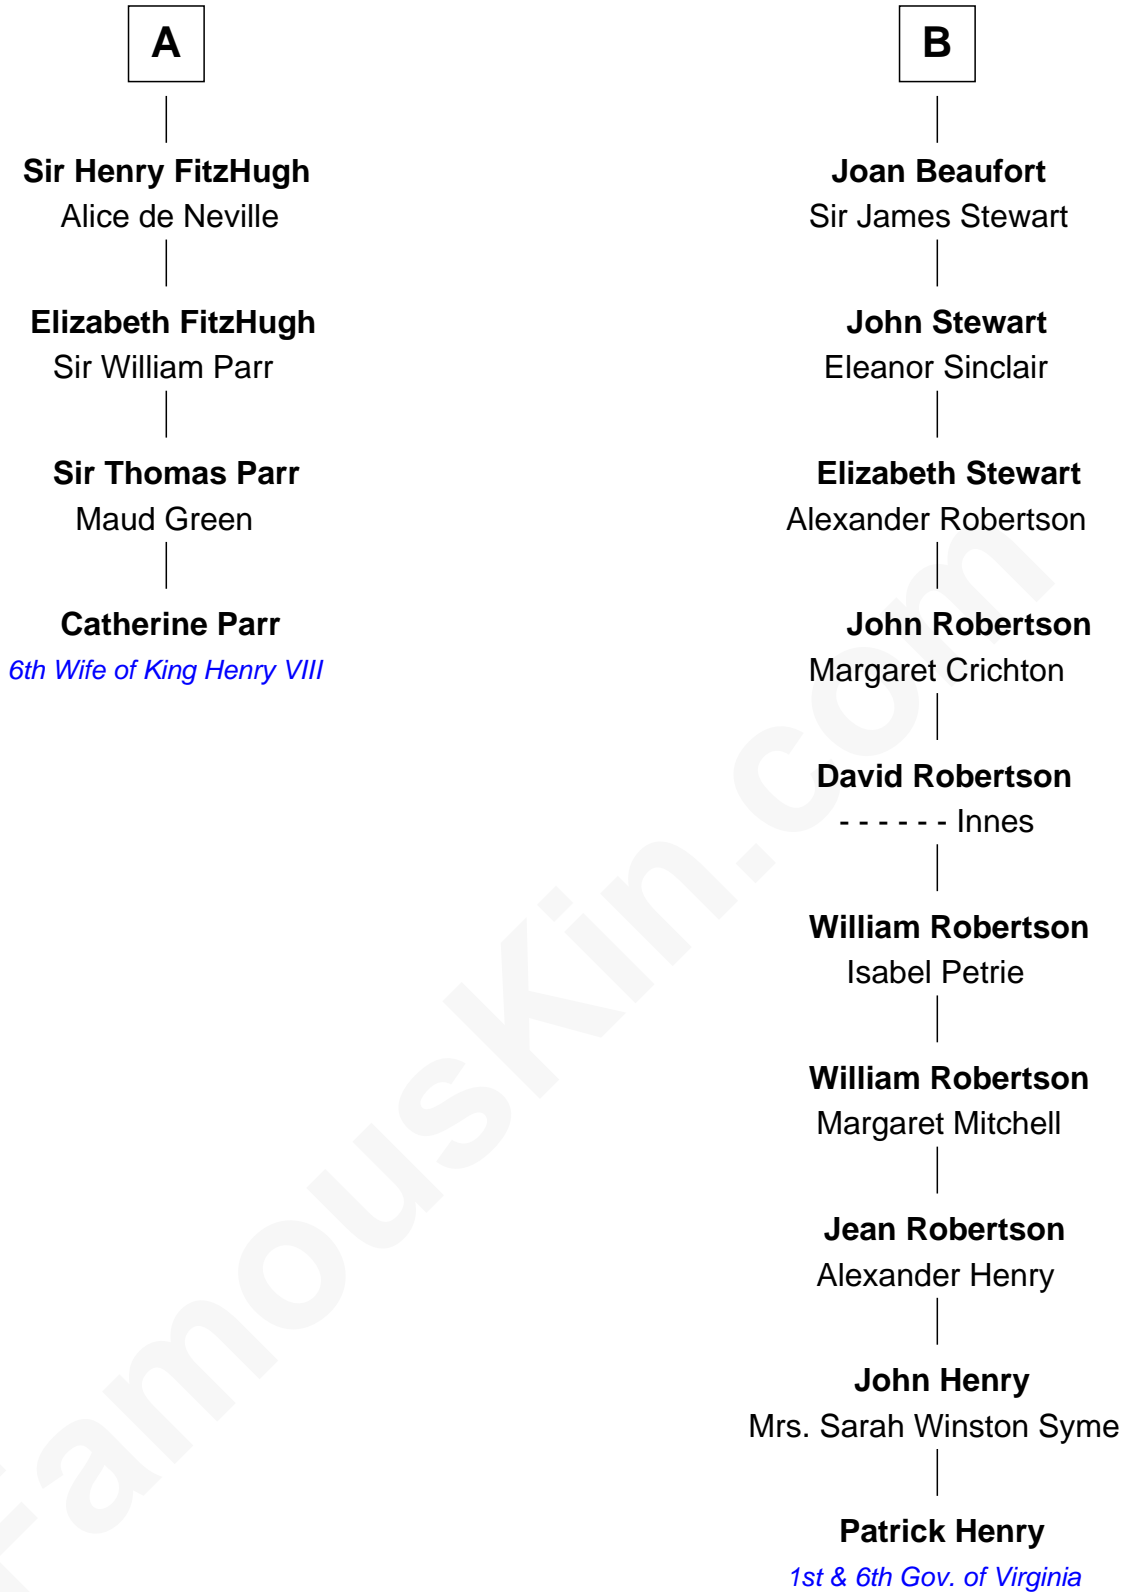 A
Sir Henry FitzHugh
Alice de Neville
Elizabeth FitzHugh
Sir William Parr
Sir Thomas Parr
Maud Green
Catherine Parr
6th Wife of King Henry VIII
B
Joan Beaufort
Sir James Stewart
John Stewart
Eleanor Sinclair
Elizabeth Stewart
Alexander Robertson
John Robertson
Margaret Crichton
David Robertson
- - - - - - Innes
William Robertson
Isabel Petrie
William Robertson
Margaret Mitchell
Jean Robertson
Alexander Henry
John Henry
Mrs. Sarah Winston Syme
Patrick Henry
1st & 6th Gov. of Virginia
FamousKin.com